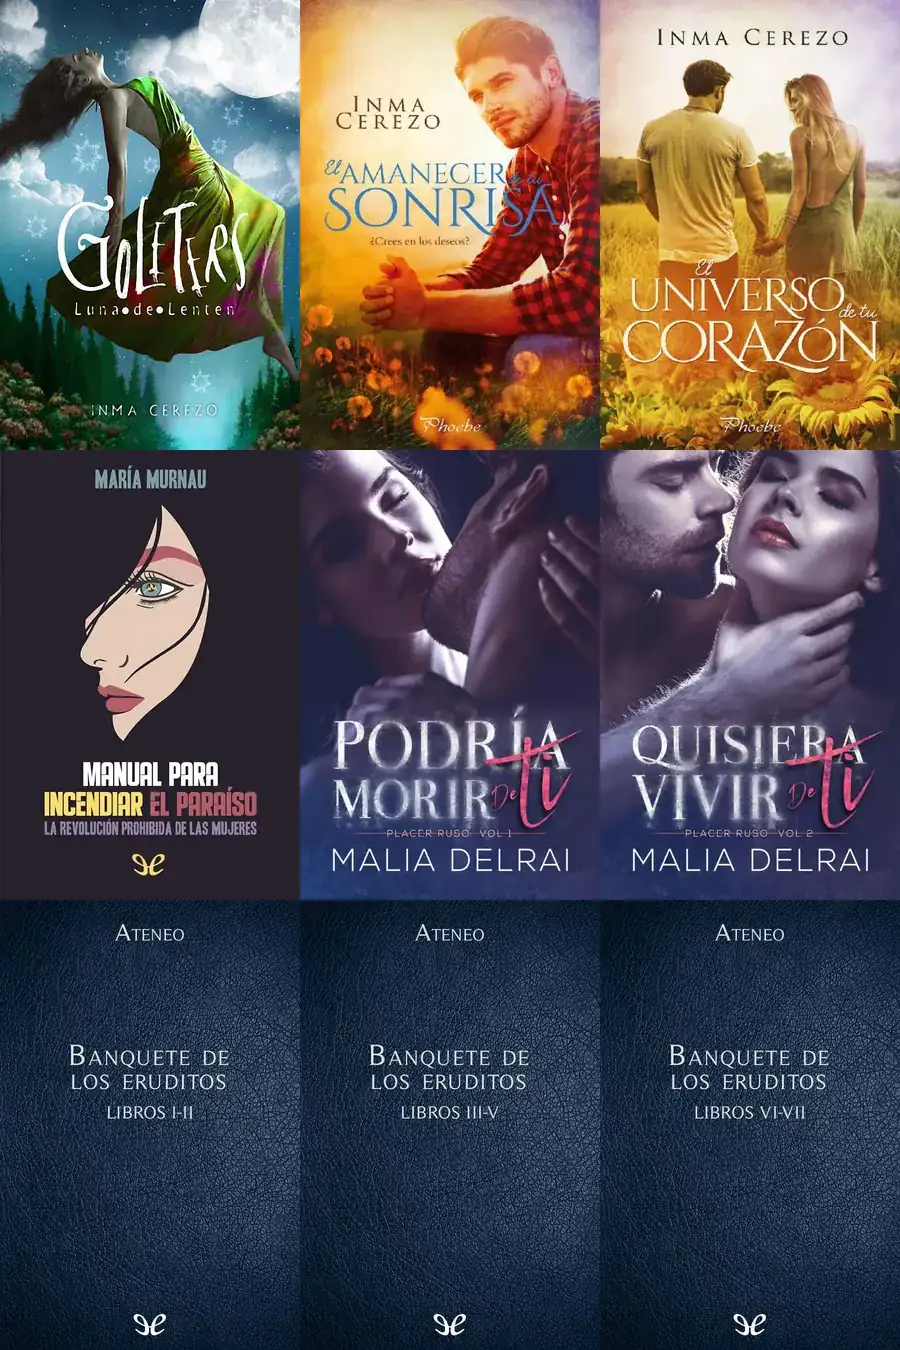 GOLETERS
Luna•de•Lenten
INMA CEREZO
INMA
CEREZO
El AMANECER de tu
SONRISA
¿Crees en los deseos?
Phoebe
INMA CEREZO
El
UNIVERSO
de tu
CORAZÓN
Phoebe
MARÍA MURNAU
MANUAL PARA
INCENDIAR EL PARAÍSO
LA REVOLUCIÓN PROHIBIDA DE LAS MUJERES
PODRÍA
MORIR De ti
PLACER RUSO VOL 1
MALIA DELRAI
QUISIERA
VIVIR De ti
PLACER RUSO VOL 2
MALIA DELRAI
ATENEO
BANQUETE DE
LOS ERUDITOS
LIBROS I-II
ATENEO
BANQUETE DE
LOS ERUDITOS
LIBROS III-V
ATENEO
BANQUETE DE
LOS ERUDITOS
LIBROS VI-VII